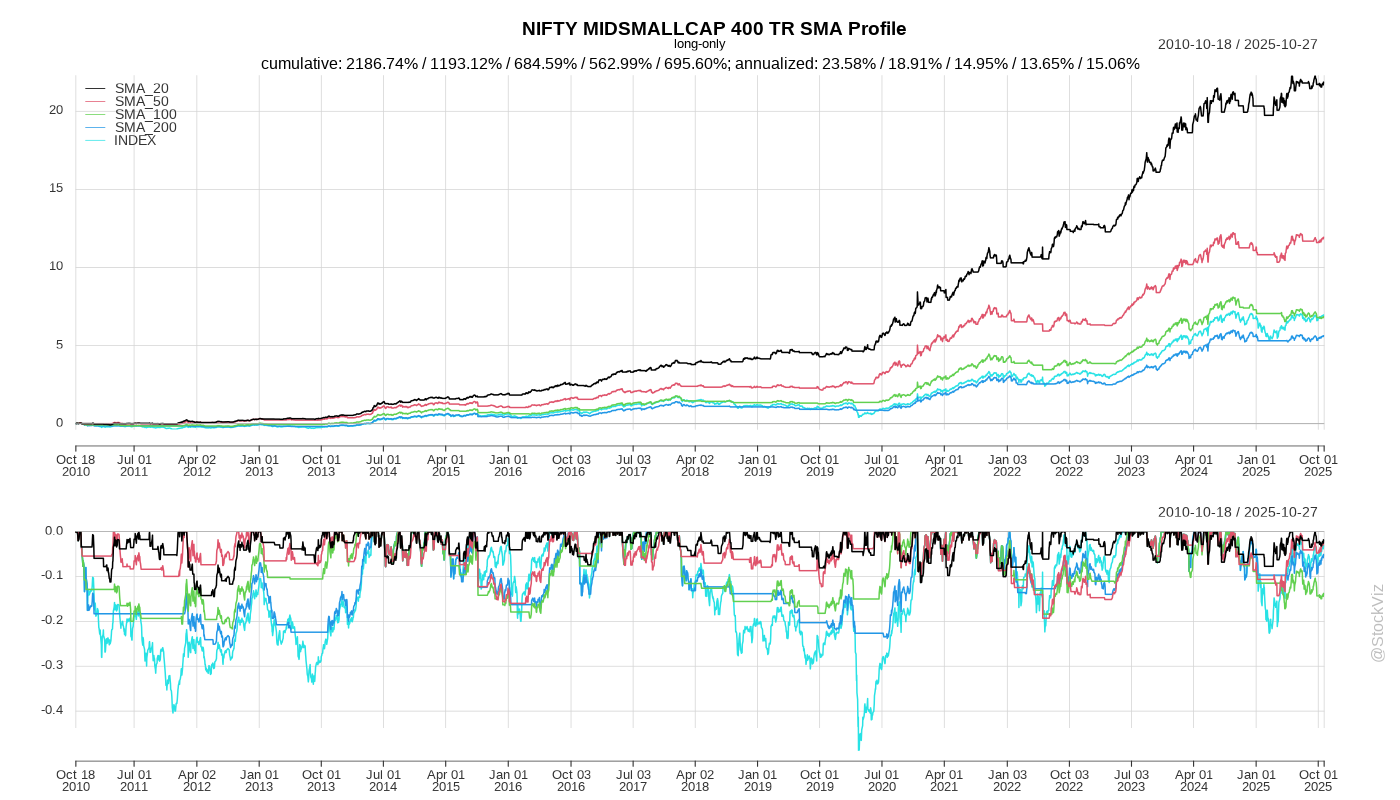 NIFTY MIDSMALLCAP 400 TR SMA Profile
long-only
2010-10-18 / 2025-10-27
cumulative: 2186.74% / 1193.12% / 684.59% / 562.99% / 695.60%; annualized: 23.58% / 18.91% / 14.95% / 13.65% / 15.06%
SMA_20
SMA_50
SMA_100
SMA_200
INDEX
20
15
10
5
0
Oct 18 Jul 01 Apr 02 Jan 01 Oct 01 Jul 01 Apr 01 Jan 01 Oct 03 Jul 03 Apr 02 Jan 01 Oct 01 Jul 01 Apr 01 Jan 03 Oct 03 Jul 03 Apr 01 Jan 01 Oct 01
2010 2011 2012 2013 2013 2014 2015 2016 2016 2017 2018 2019 2019 2020 2021 2022 2022 2023 2024 2025 2025
2010-10-18 / 2025-10-27
0.0
-0.1
-0.2
-0.3
-0.4
Oct 18 Jul 01 Apr 02 Jan 01 Oct 01 Jul 01 Apr 01 Jan 01 Oct 03 Jul 03 Apr 02 Jan 01 Oct 01 Jul 01 Apr 01 Jan 03 Oct 03 Jul 03 Apr 01 Jan 01 Oct 01
2010 2011 2012 2013 2013 2014 2015 2016 2016 2017 2018 2019 2019 2020 2021 2022 2022 2023 2024 2025 2025
@StockViz